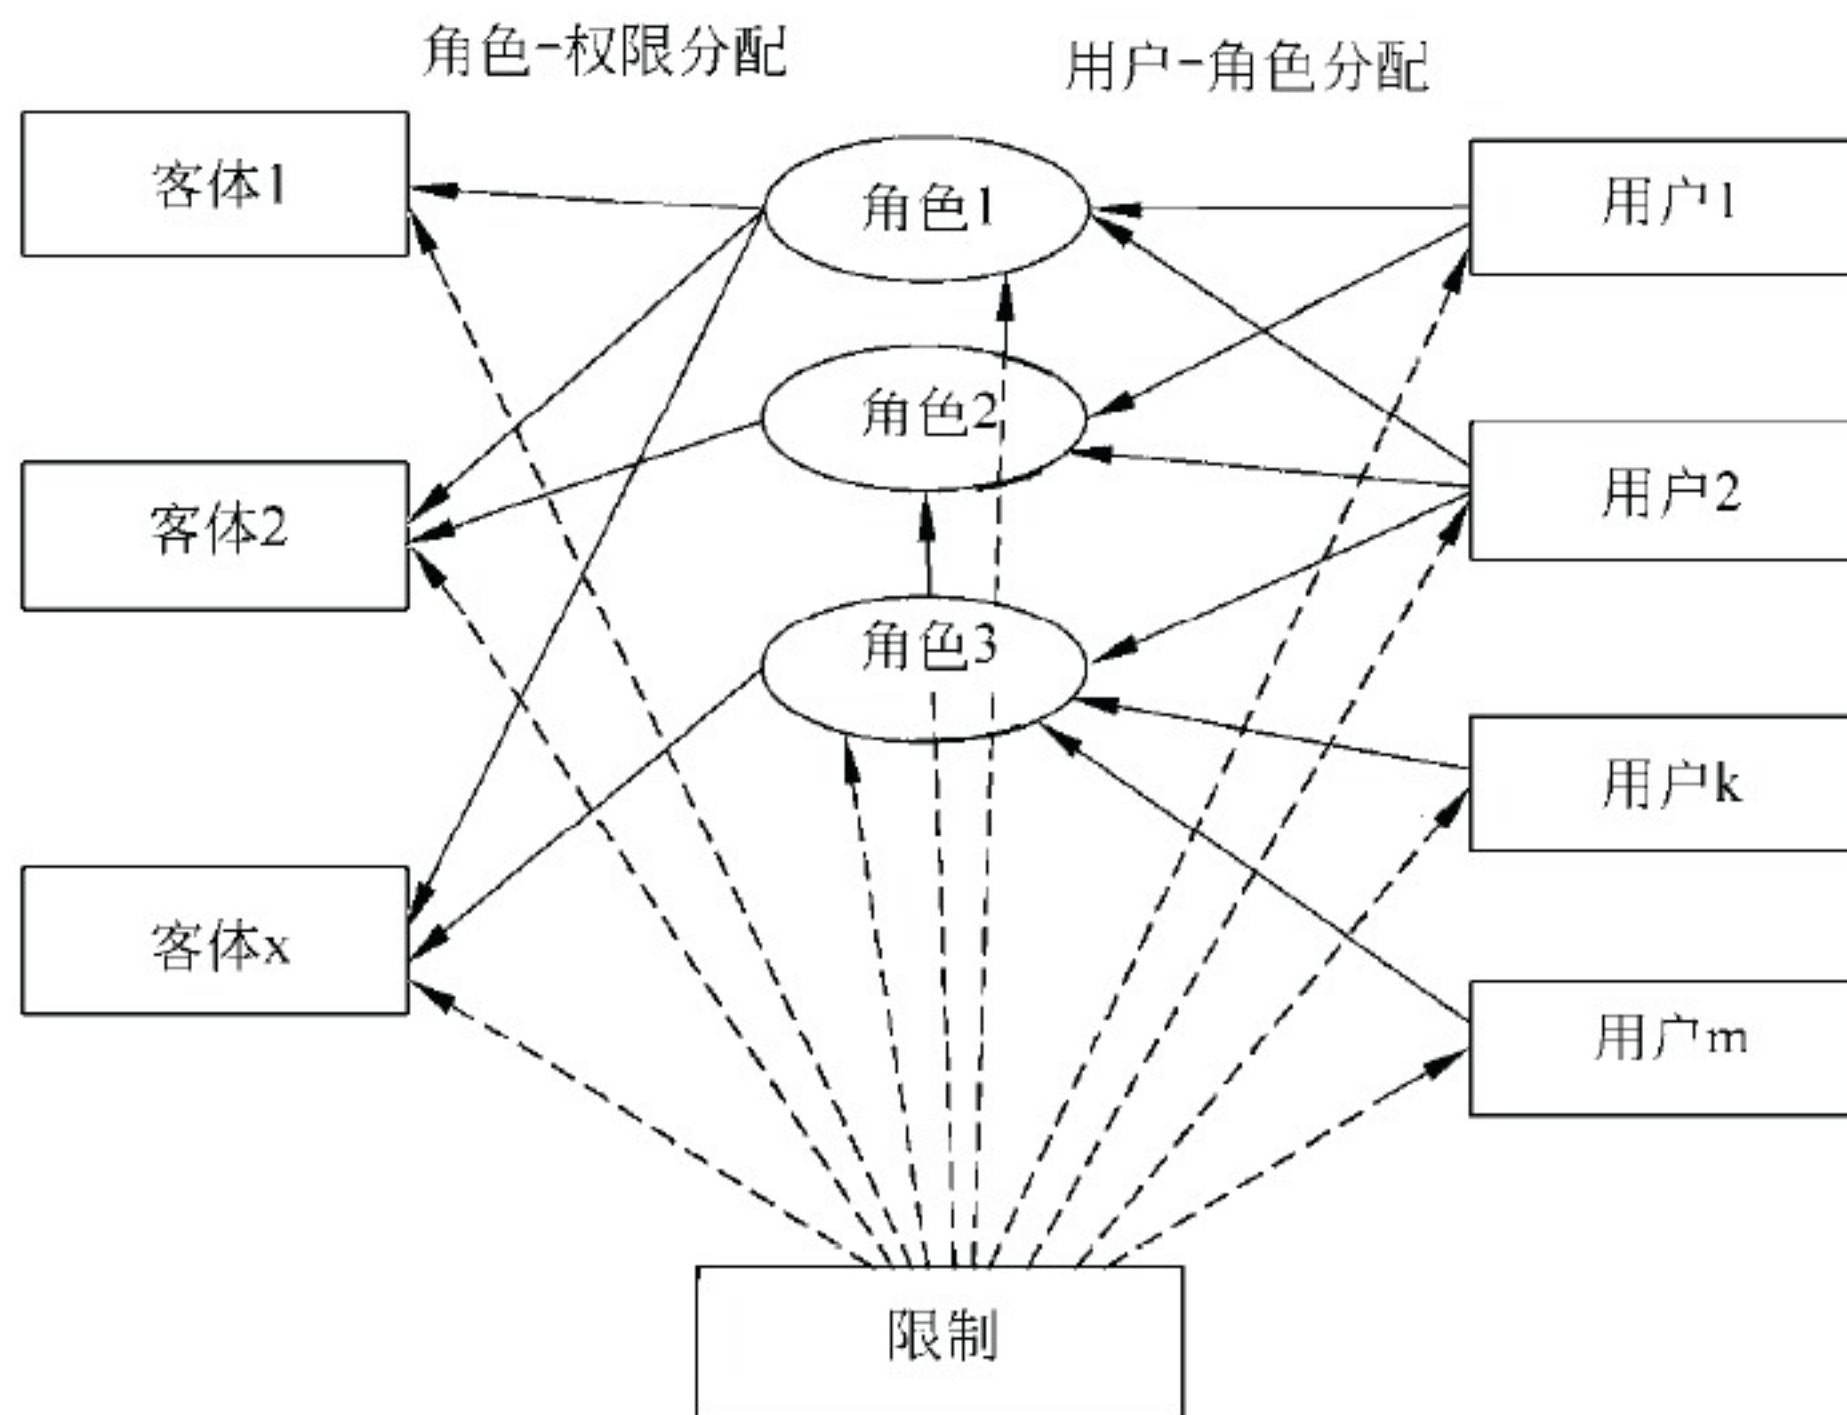 角色-权限分配
用户-角色分配
客体1
角色1
用户1
角色2
用户2
客体2
角色3
用户k
客体x
用户m
限制